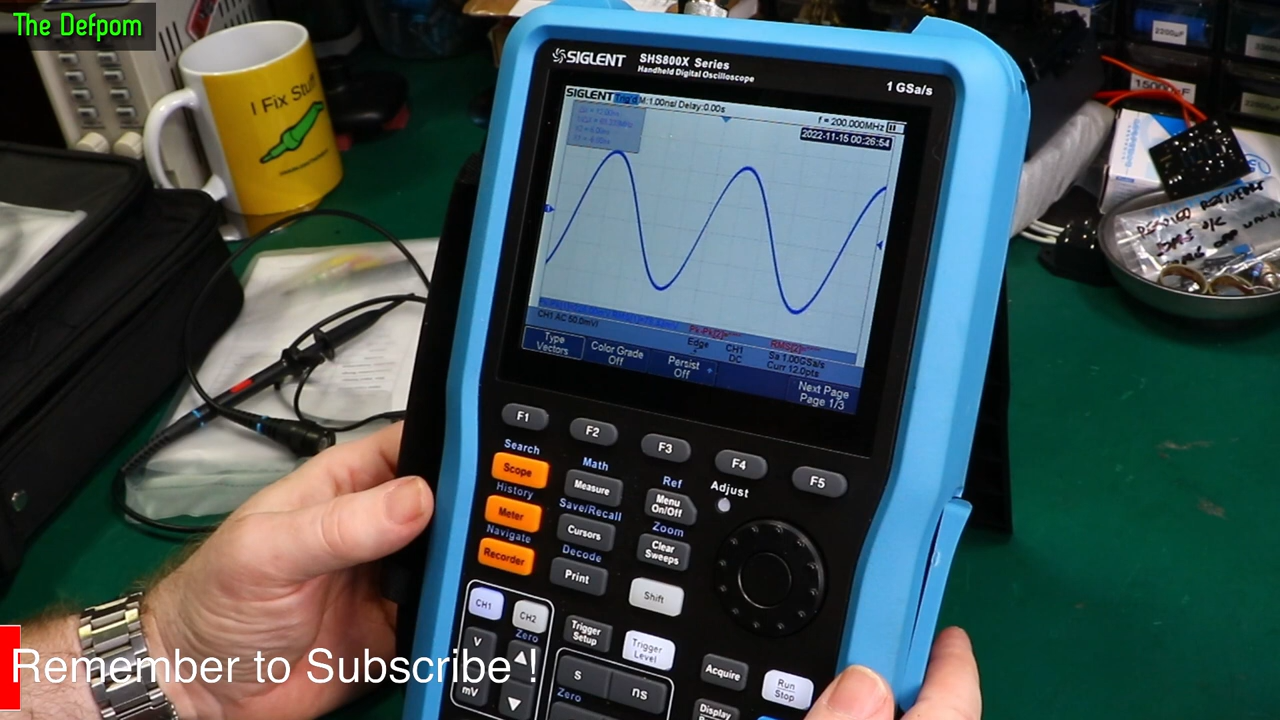 The Defpom
I Fix Stuff
SIGLENT
SHS800X Series
Handheld Digital Oscilloscope
1 GSa/s
SIGLENT Trig'd M:1.00ns/ Delay:0.00s
f = 200.000MHz
2022-11-15 00:26:54
CH1 AC 50.0mV/
Edge CH1
DC
Sa 1.00GSa/s
Curr 12.0pts
Type
Vectors
Color Grade
Off
Persist
Off
Next Page
Page 1/3
F1
F2
F3
F4
F5
Search
Scope
History
Meter
Navigate
Recorder
Math
Measure
Save/Recall
Cursors
Decode
Print
Ref
Menu
On/Off
Zoom
Clear
Sweeps
Shift
Adjust
CH1
CH2
Zero
V
mV
Trigger
Setup
Trigger
Level
s
ns
Zero
Acquire
Run
Stop
Display
2200µF
Remember to Subscribe !